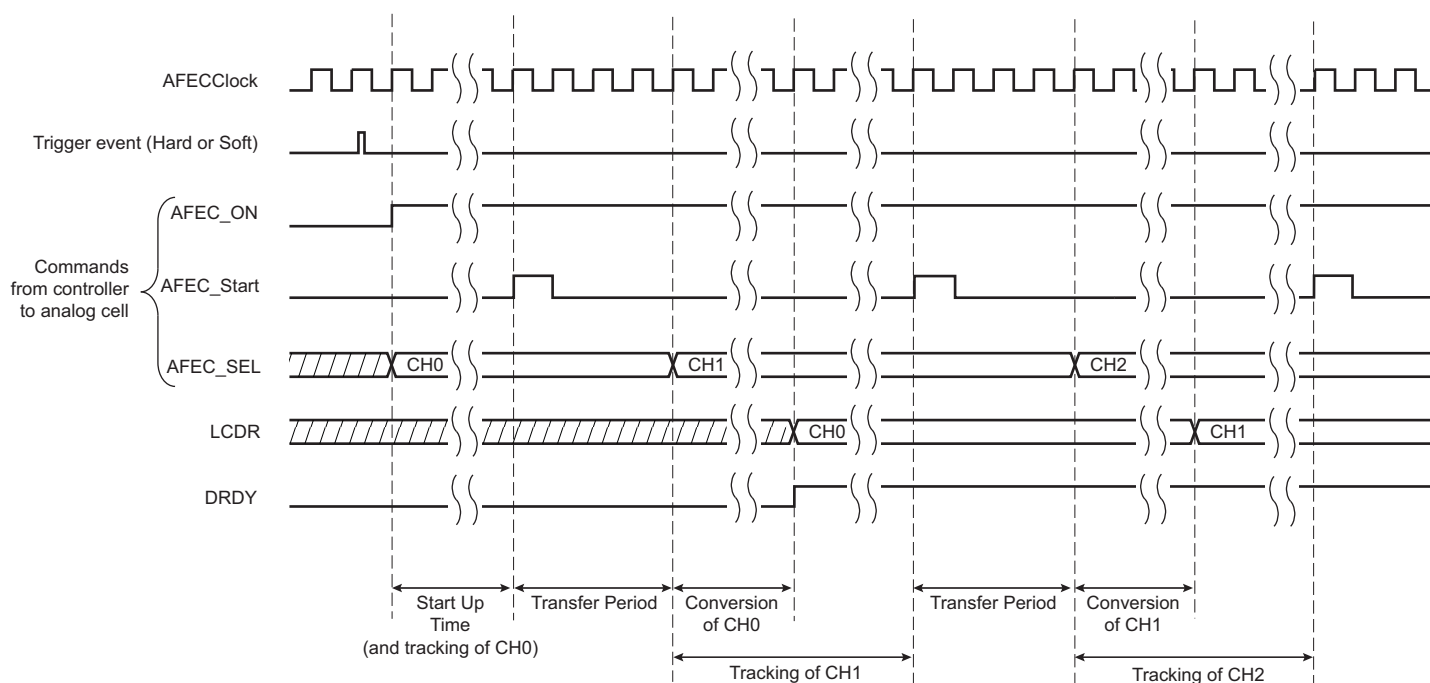 AFECClock
Trigger event (Hard or Soft)
AFEC_ON
Commands
from controller
to analog cell
AFEC_Start
AFEC_SEL
CH0
CH1
CH2
LCDR
CH0
CH1
DRDY
Start Up
Time
(and tracking of CH0)
Transfer Period
Conversion
of CH0
Transfer Period
Conversion
of CH1
Tracking of CH1
Tracking of CH2